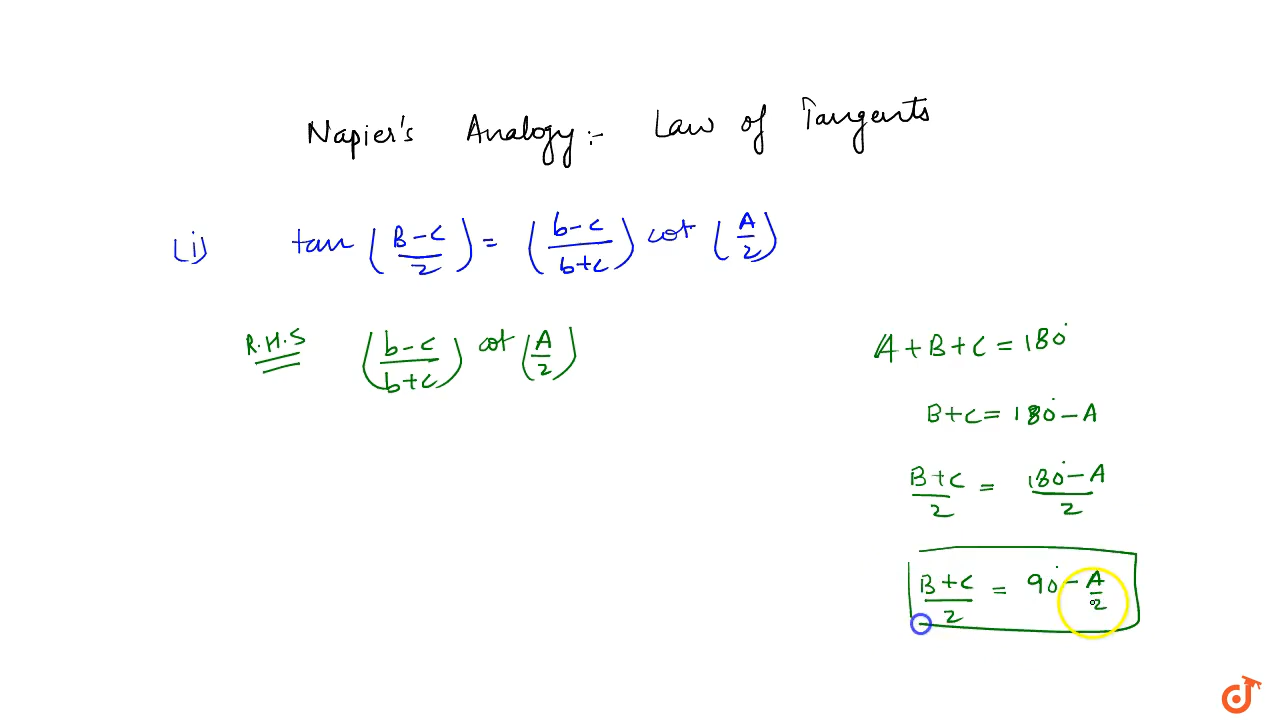 Napier's Analogy:- Law of Tangents
(i) tan (B-C/2) = (b-c/b+c) cot (A/2)
R.H.S (b-c/b+c) cot (A/2)
A+B+C = 180°
B+C = 180°-A
B+C/2 = 180°-A/2
B+C/2 = 90°-A/2